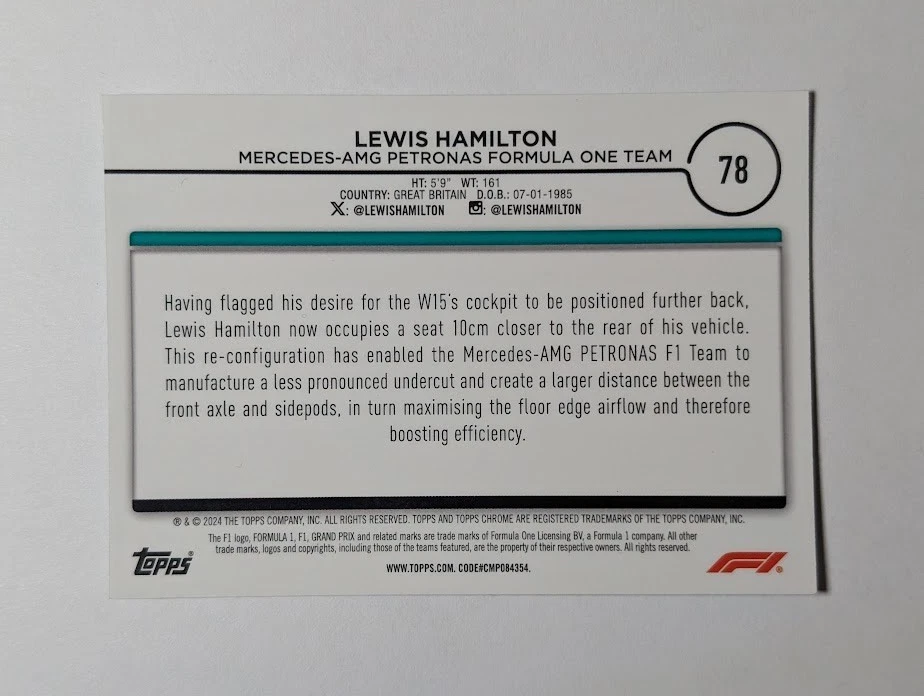 LEWIS HAMILTON
MERCEDES-AMG PETRONAS FORMULA ONE TEAM
78
HT: 5'9" WT: 161
COUNTRY: GREAT BRITAIN D.O.B.: 07-01-1985
X: @LEWISHAMILTON : @LEWISHAMILTON
Having flagged his desire for the W15's cockpit to be positioned further back,
Lewis Hamilton now occupies a seat 10cm closer to the rear of his vehicle.
This re-configuration has enabled the Mercedes-AMG PETRONAS F1 Team to
manufacture a less pronounced undercut and create a larger distance between the
front axle and sidepods, in turn maximising the floor edge airflow and therefore
boosting efficiency.
® & © 2024 THE TOPPS COMPANY, INC. ALL RIGHTS RESERVED. TOPPS AND TOPPS CHROME ARE REGISTERED TRADEMARKS OF THE TOPPS COMPANY, INC.
The F1 logo, FORMULA 1, F1, GRAND PRIX and related marks are trade marks of Formula One Licensing BV, a Formula 1 company. All other
trade marks, logos and copyrights, including those of the teams featured, are the property of their respective owners. All rights reserved.
topps®
WWW.TOPPS.COM. CODE#CMP084354.
F1®